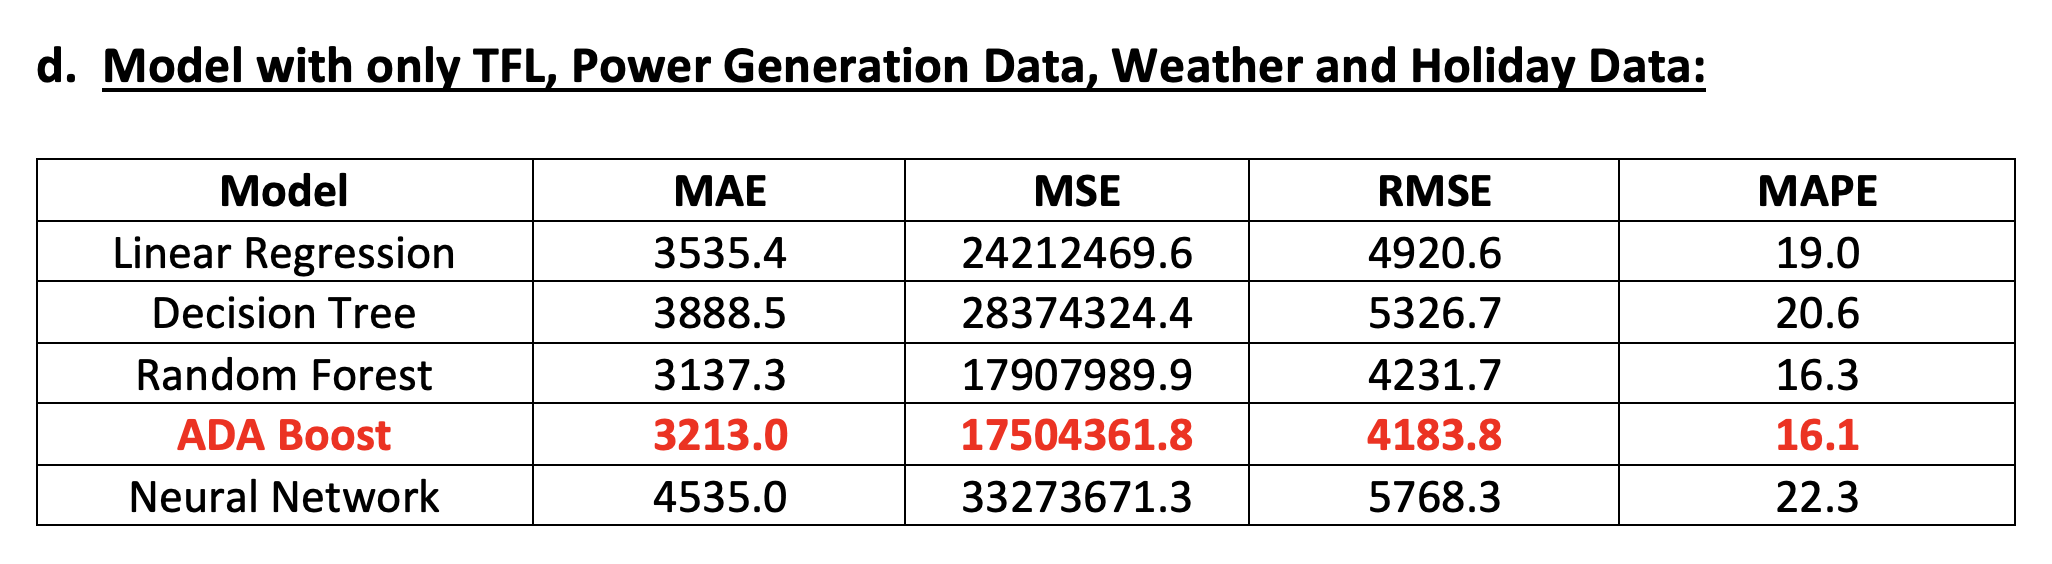 d. Model with only TFL, Power Generation Data, Weather and Holiday Data:
Model MAE MSE RMSE MAPE
Linear Regression 3535.4 24212469.6 4920.6 19.0
Decision Tree 3888.5 28374324.4 5326.7 20.6
Random Forest 3137.3 17907989.9 4231.7 16.3
ADA Boost 3213.0 17504361.8 4183.8 16.1
Neural Network 4535.0 33273671.3 5768.3 22.3